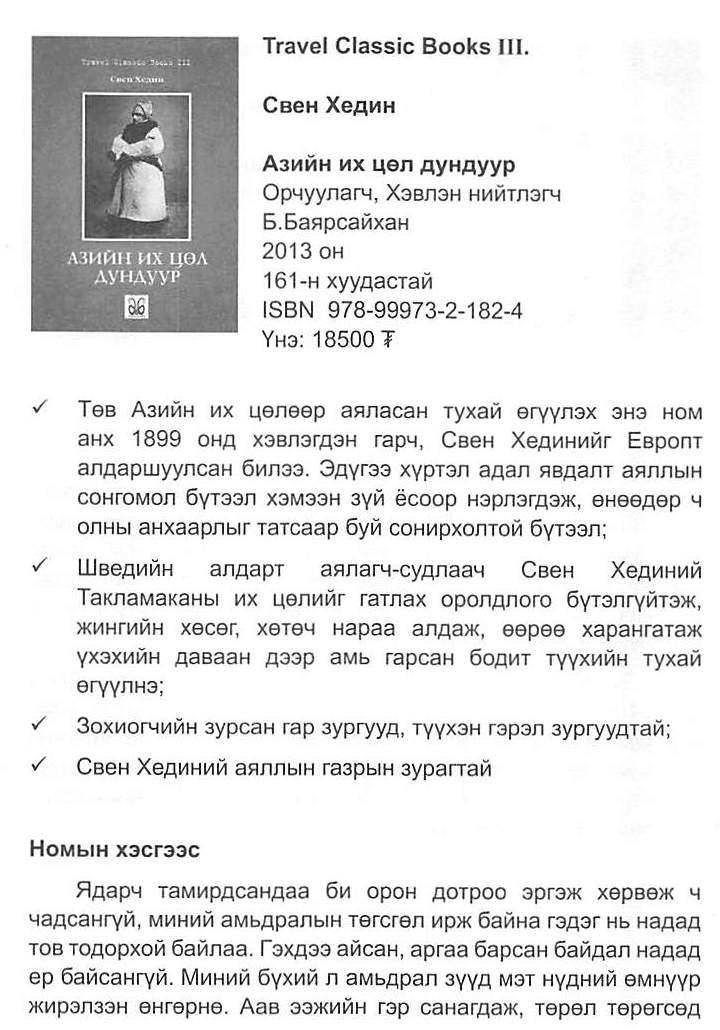 Travel Classic Books III
Свен Хедин
АЗИЙН ИХ ЦӨЛ
ДУНДУУР
Travel Classic Books III.
Свен Хедин
Азийн их цөл дундуур
Орчуулагч, Хэвлэн нийтлэгч
Б.Баярсайхан
2013 он
161-н хуудастай
ISBN 978-99973-2-182-4
Үнэ: 18500 ₮
✓ Төв Азийн их цөлөөр аяласан тухай өгүүлэх энэ ном
анх 1899 онд хэвлэгдэн гарч, Свен Хединийг Европт
алдаршуулсан билээ. Эдүгээ хүртэл адал явдалт аяллын
сонгомол бүтээл хэмээн зүй ёсоор нэрлэгдэж, өнөөдөр ч
олны анхаарлыг татсаар буй сонирхолтой бүтээл;
✓ Шведийн алдарт аялагч-судлаач Свен Хединий
Такламаканы их цөлийг гатлах оролдлого бүтэлгүйтэж,
жингийн хөсөг, хөтөч нараа алдаж, өөрөө харангатаж
үхэхийн даваан дээр амь гарсан бодит түүхийн тухай
өгүүлнэ;
✓ Зохиогчийн зурсан гар зургууд, түүхэн гэрэл зургуудтай;
✓ Свен Хединий аяллын газрын зурагтай
Номын хэсгээс
Ядарч тамирдсандаа би орон дотроо эргэж хөрвөж ч
чадсангүй, миний амьдралын төгсгөл ирж байна гэдэг нь надад
тов тодорхой байлаа. Гэхдээ айсан, аргаа барсан байдал надад
ер байсангүй. Миний бүхий л амьдрал зүүд мэт нүдний өмнүүр
жирэлзэн өнгөрнө. Аав ээжийн гэр санагдаж, төрөл төрөгсөд